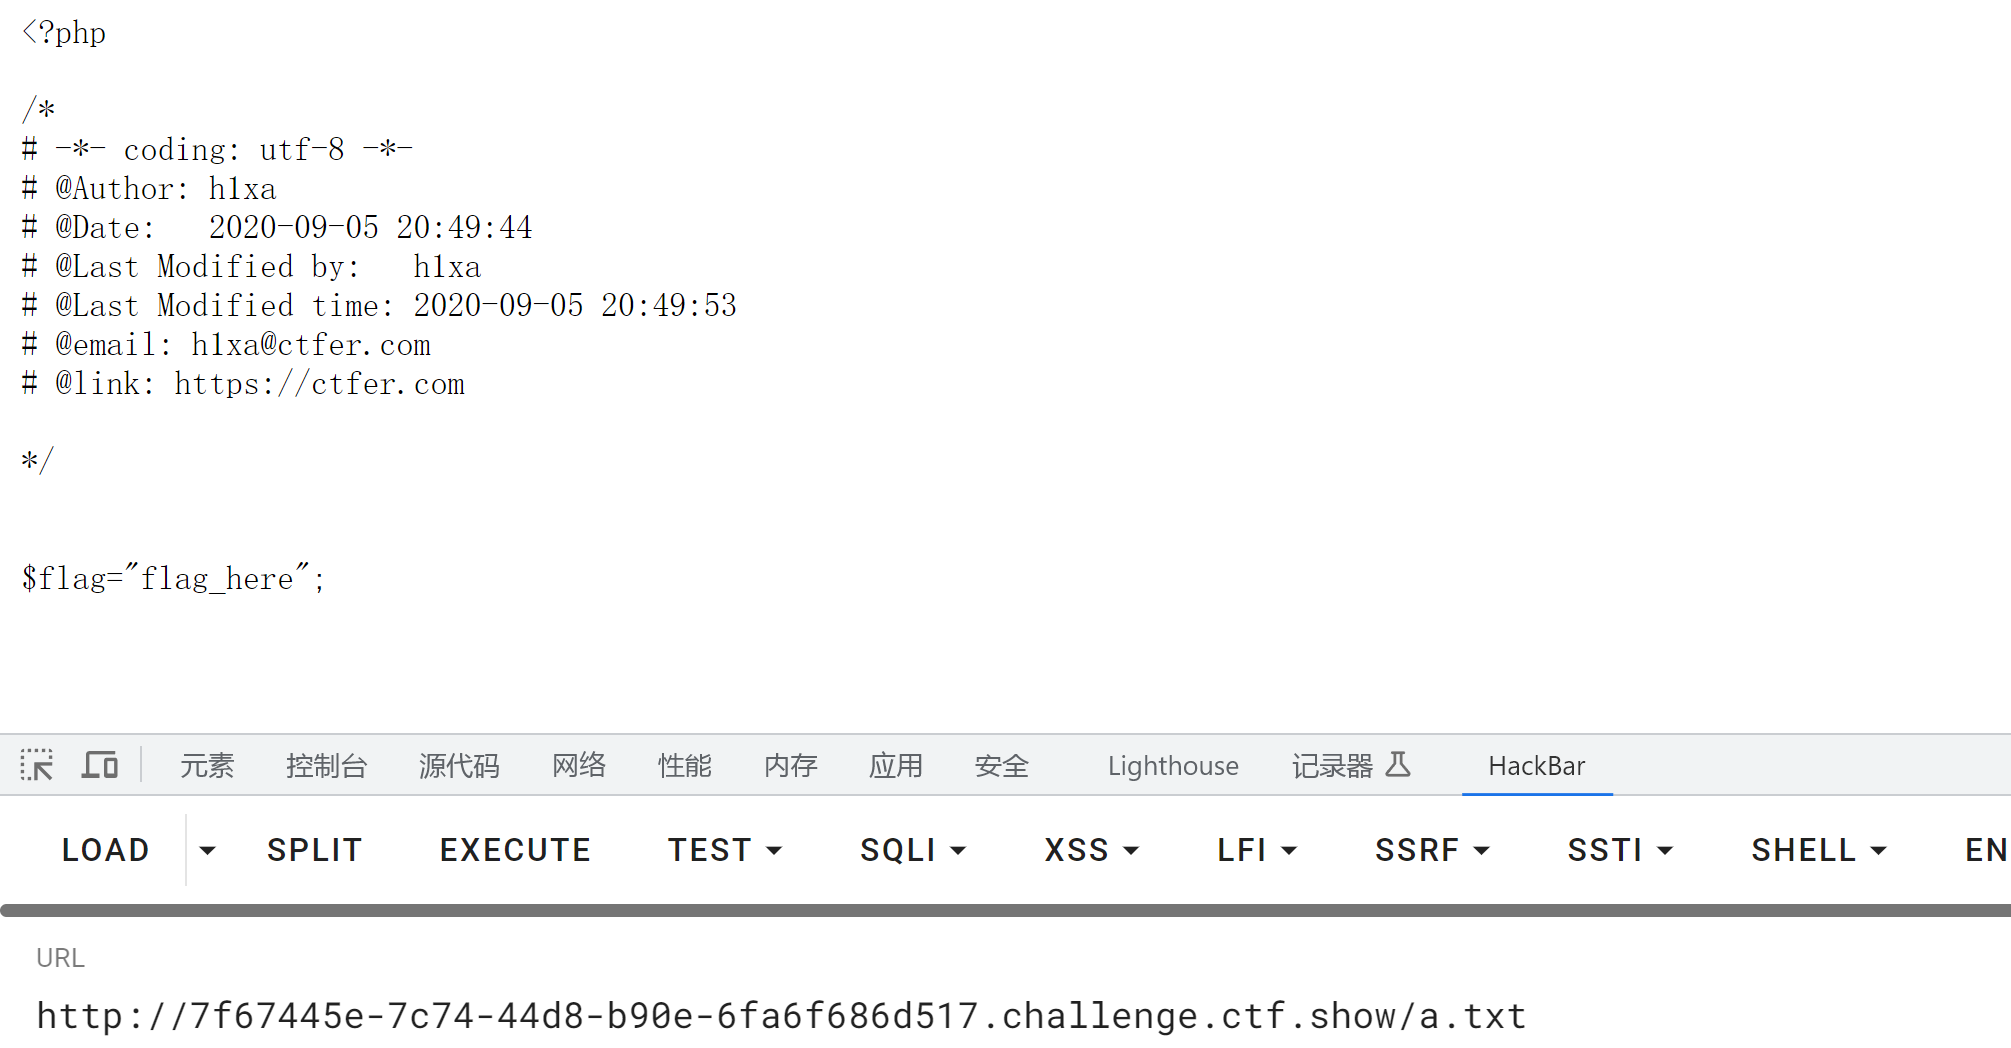 <?php
/*
# -*- coding: utf-8 -*-
# @Author: h1xa
# @Date:   2020-09-05 20:49:44
# @Last Modified by:   h1xa
# @Last Modified time: 2020-09-05 20:49:53
# @email: h1xa@ctfer.com
# @link: https://ctfer.com
*/
$flag="flag_here";
元素 控制台 源代码 网络 性能 内存 应用 安全 Lighthouse 记录器 HackBar
LOAD SPLIT EXECUTE TEST SQLI XSS LFI SSRF SSTI SHELL EN
URL
http://7f67445e-7c74-44d8-b90e-6fa6f686d517.challenge.ctf.show/a.txt